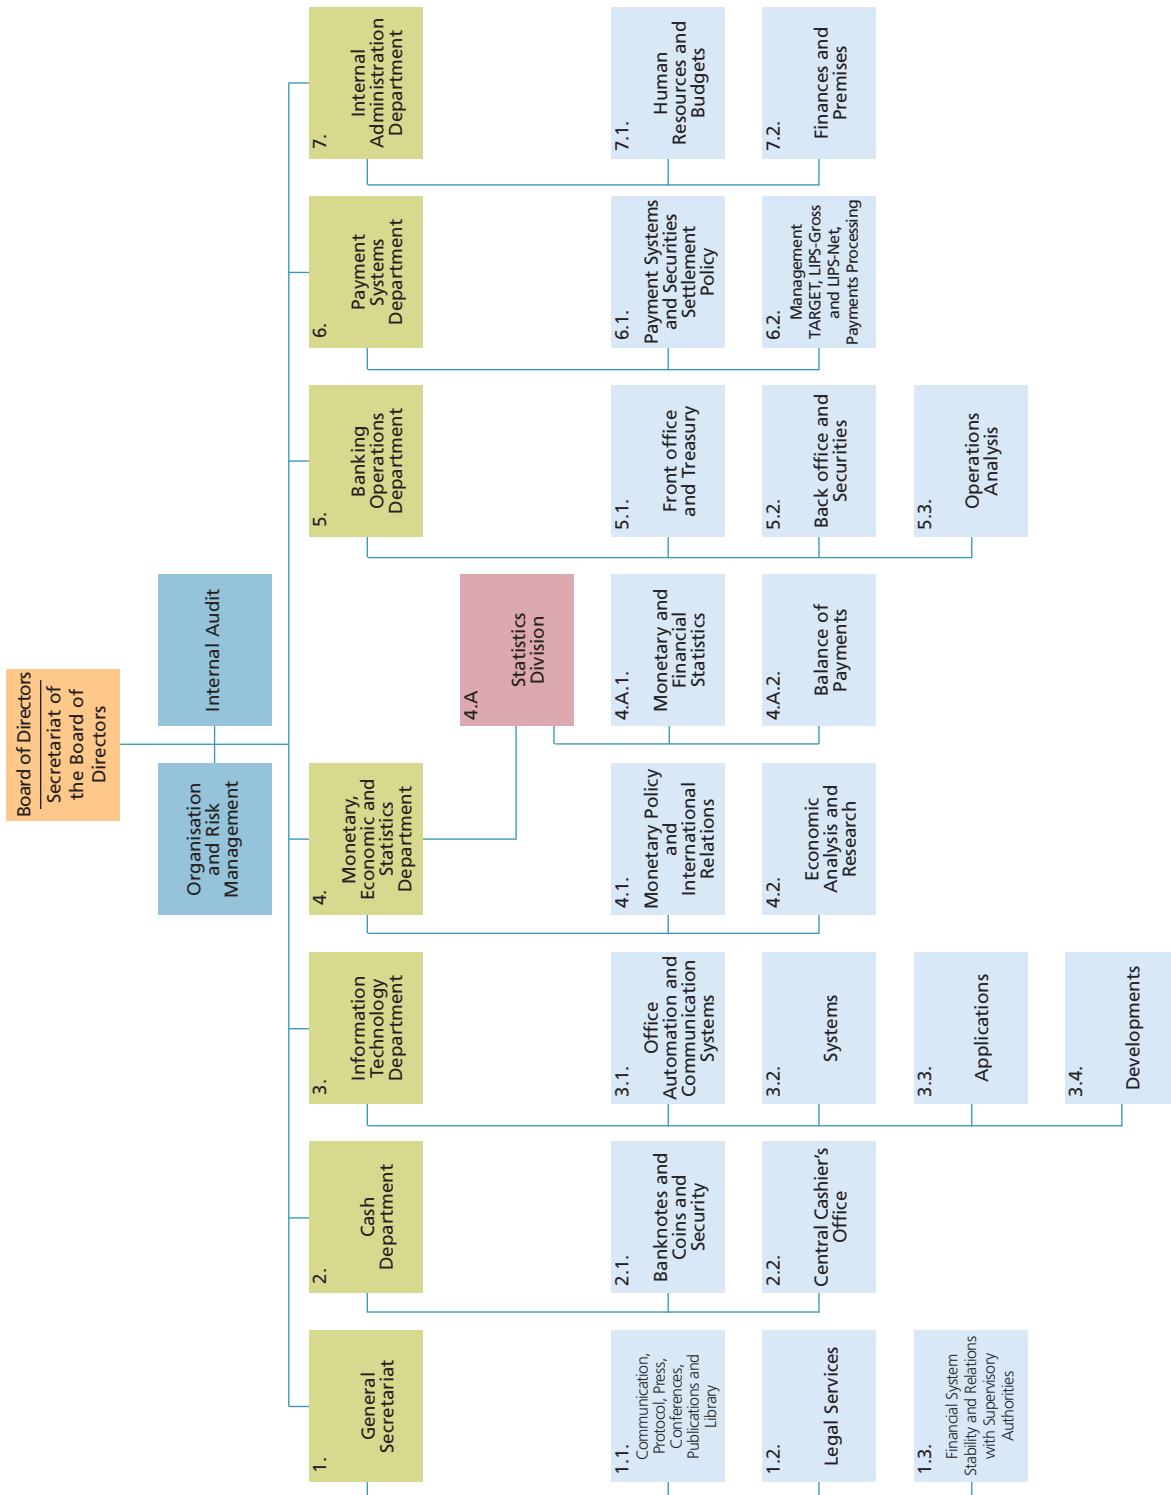 Board of Directors
Secretariat of
the Board of
Directors
Organisation
and Risk
Management
Internal Audit
1.
General
Secretariat
1.1.
Communication,
Protocol, Press,
Conferences,
Publications and
Library
1.2.
Legal Services
1.3.
Financial System
Stability and Relations
with Supervisory
Authorities
2.
Cash
Department
2.1.
Banknotes and
Coins and
Security
2.2.
Central Cashier's
Office
3.
Information
Technology
Department
3.1.
Office
Automation and
Communication
Systems
3.2.
Systems
3.3.
Applications
3.4.
Developments
4.
Monetary,
Economic and
Statistics
Department
4.1.
Monetary Policy
and
International
Relations
4.2.
Economic
Analysis and
Research
4.A
Statistics
Division
4.A.1.
Monetary and
Financial
Statistics
4.A.2.
Balance of
Payments
5.
Banking
Operations
Department
5.1.
Front office
and Treasury
5.2.
Back office and
Securities
5.3.
Operations
Analysis
6.
Payment
Systems
Department
6.1.
Payment Systems
and Securities
Settlement
Policy
6.2.
Management
TARGET, LIPS-Gross
and LIPS-Net,
Payments Processing
7.
Internal
Administration
Department
7.1.
Human
Resources and
Budgets
7.2.
Finances and
Premises